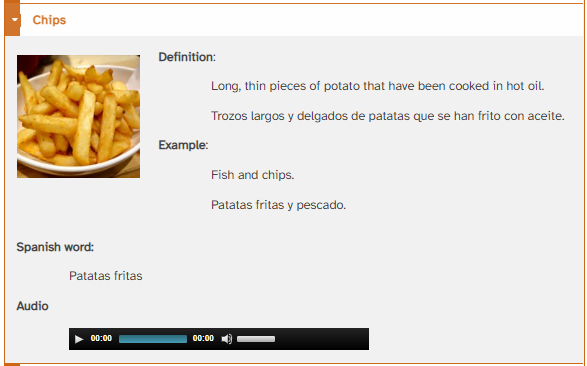 Chips
Definition:
Long, thin pieces of potato that have been cooked in hot oil.
Trozos largos y delgados de patatas que se han frito con aceite.
Example:
Fish and chips.
Patatas fritas y pescado.
Spanish word:
Patatas fritas
Audio
00:00 00:00